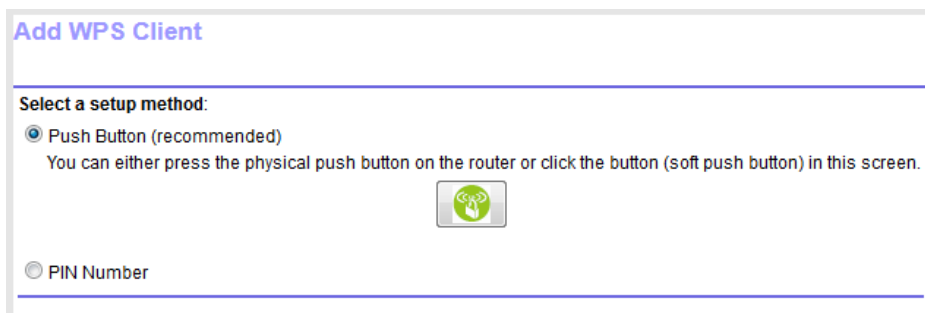 Add WPS Client
Select a setup method:
Push Button (recommended)
You can either press the physical push button on the router or click the button (soft push button) in this screen.
PIN Number